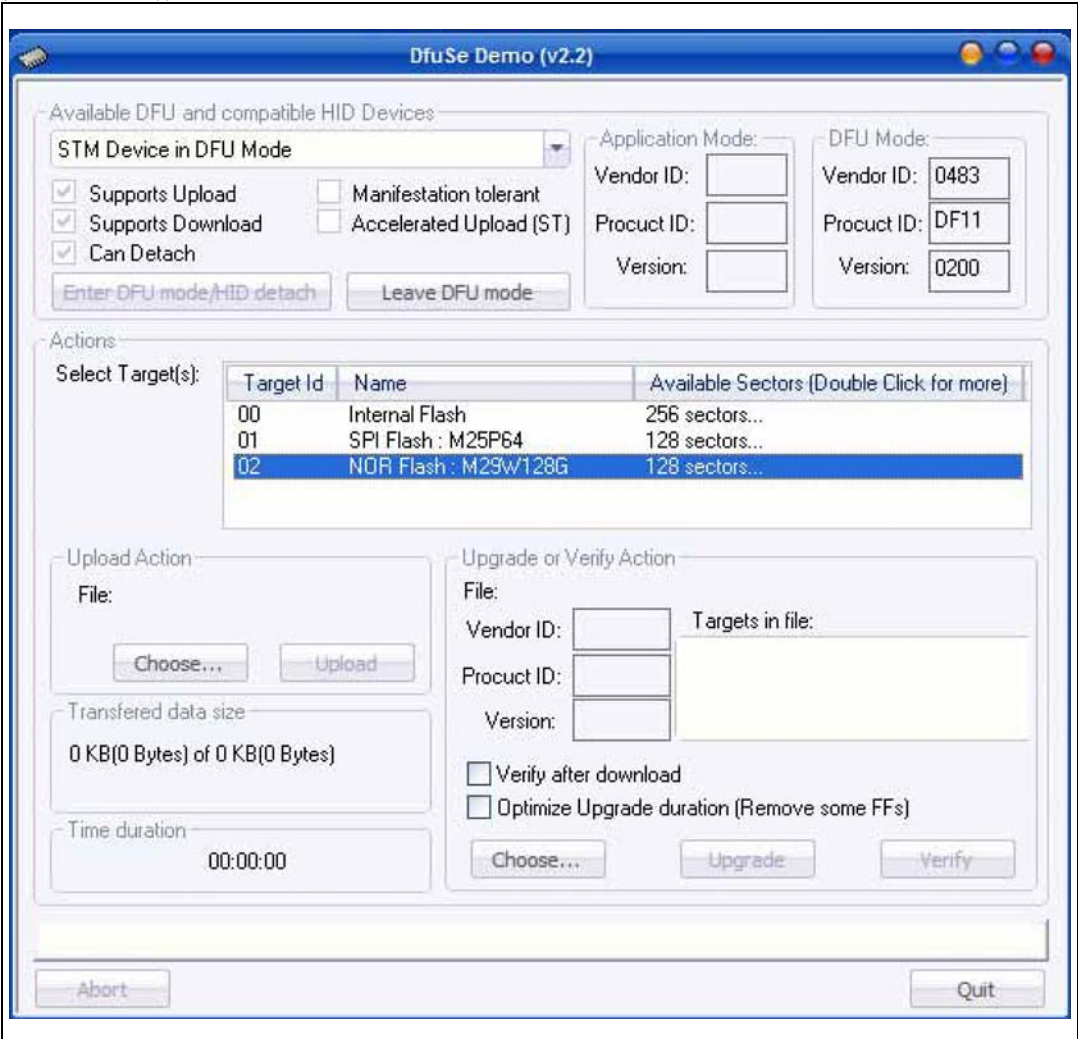 DfuSe Demo (v2.2)
Available DFU and compatible HID Devices
STM Device in DFU Mode
Supports Upload
Manifestation tolerant
Supports Download
Accelerated Upload (ST)
Can Detach
Enter DFU mode/HID detach
Leave DFU mode
Application Mode:
Vendor ID:
Procuct ID:
Version:
DFU Mode:
Vendor ID: 0483
Procuct ID: DF11
Version: 0200
Actions
Select Target(s):
Target Id Name Available Sectors (Double Click for more)
00 Internal Flash 256 sectors...
01 SPI Flash : M25P64 128 sectors...
02 NOR Flash : M29W128G 128 sectors...
Upload Action
File:
Choose... Upload
Transfered data size
0 KB(0 Bytes) of 0 KB(0 Bytes)
Time duration
00:00:00
Upgrade or Verify Action
File:
Vendor ID:
Procuct ID:
Version:
Targets in file:
Verify after download
Optimize Upgrade duration (Remove some FFs)
Choose... Upgrade Verify
Abort Quit